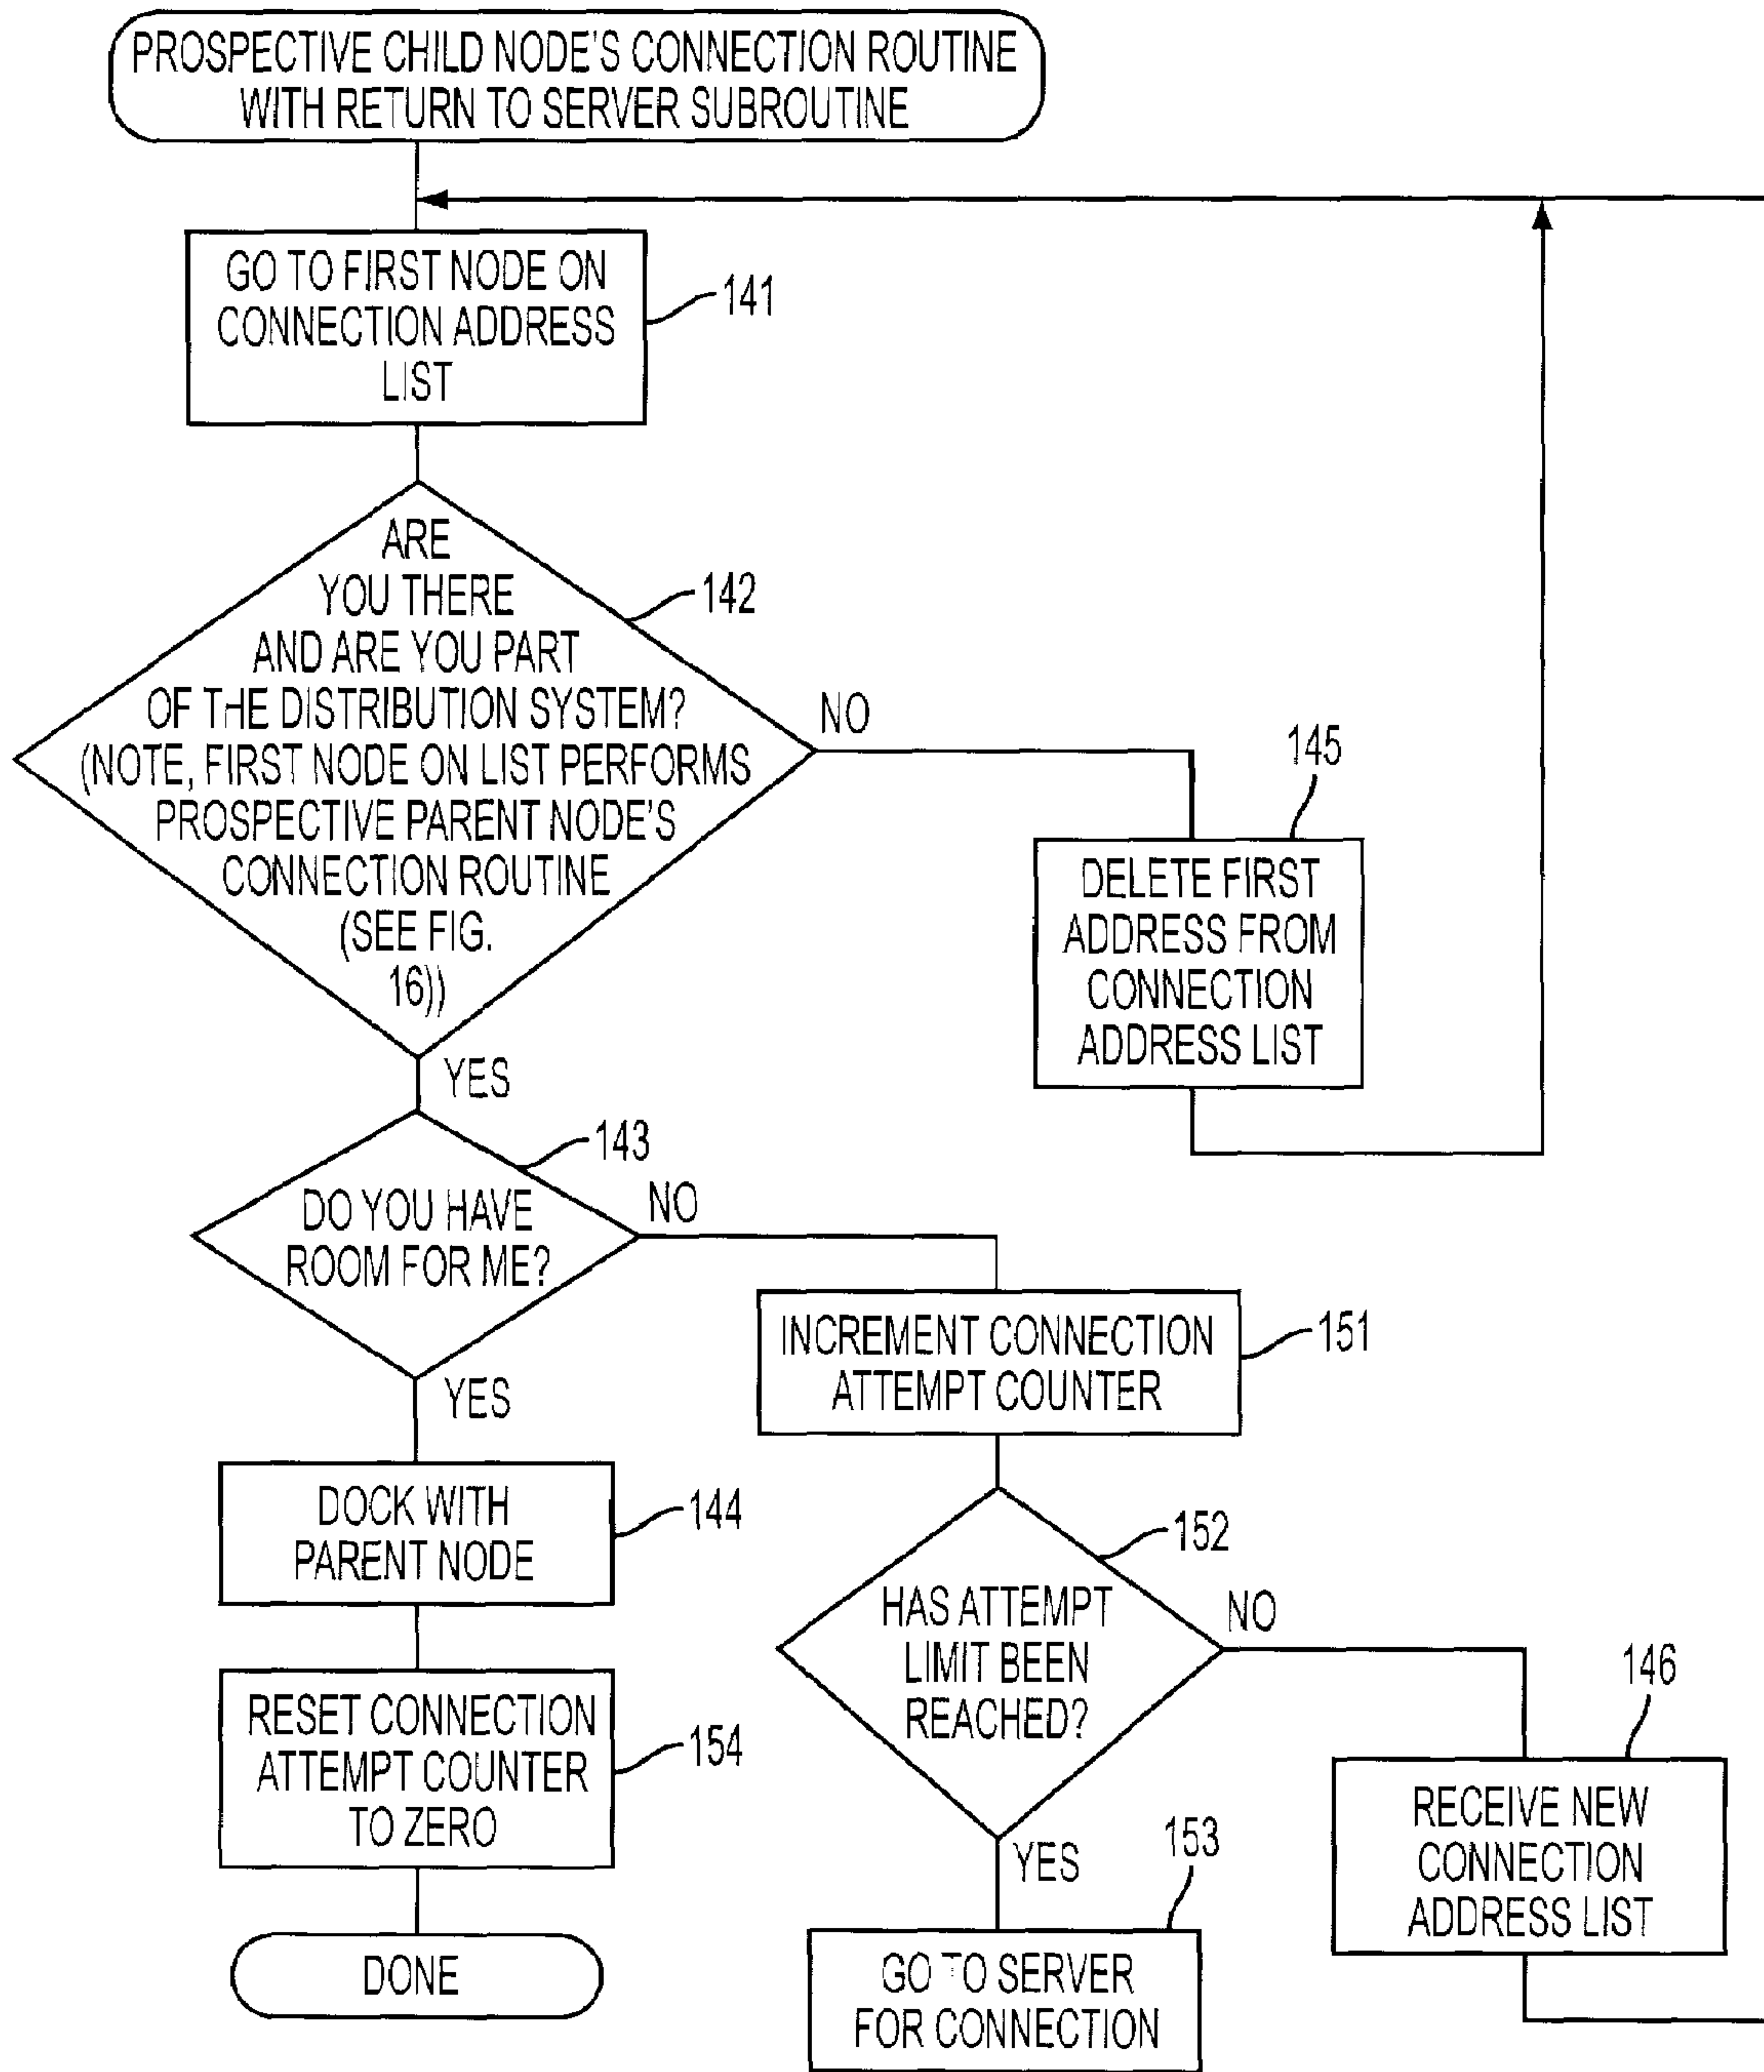 PROSPECTIVE CHILD NODE'S CONNECTION ROUTINE
WITH RETURN TO SERVER SUBROUTINE
GO TO FIRST NODE ON
CONNECTION ADDRESS
LIST
141
ARE
YOU THERE
AND ARE YOU PART
OF THE DISTRIBUTION SYSTEM?
(NOTE, FIRST NODE ON LIST PERFORMS
PROSPECTIVE PARENT NODE'S
CONNECTION ROUTINE
(SEE FIG.
16))
142
NO
YES
145
DELETE FIRST
ADDRESS FROM
CONNECTION
ADDRESS LIST
143
DO YOU HAVE
ROOM FOR ME?
NO
YES
INCREMENT CONNECTION
ATTEMPT COUNTER
151
DOCK WITH
PARENT NODE
144
152
HAS ATTEMPT
LIMIT BEEN
REACHED?
NO
YES
146
RECEIVE NEW
CONNECTION
ADDRESS LIST
RESET CONNECTION
ATTEMPT COUNTER
TO ZERO
154
153
GO TO SERVER
FOR CONNECTION
DONE